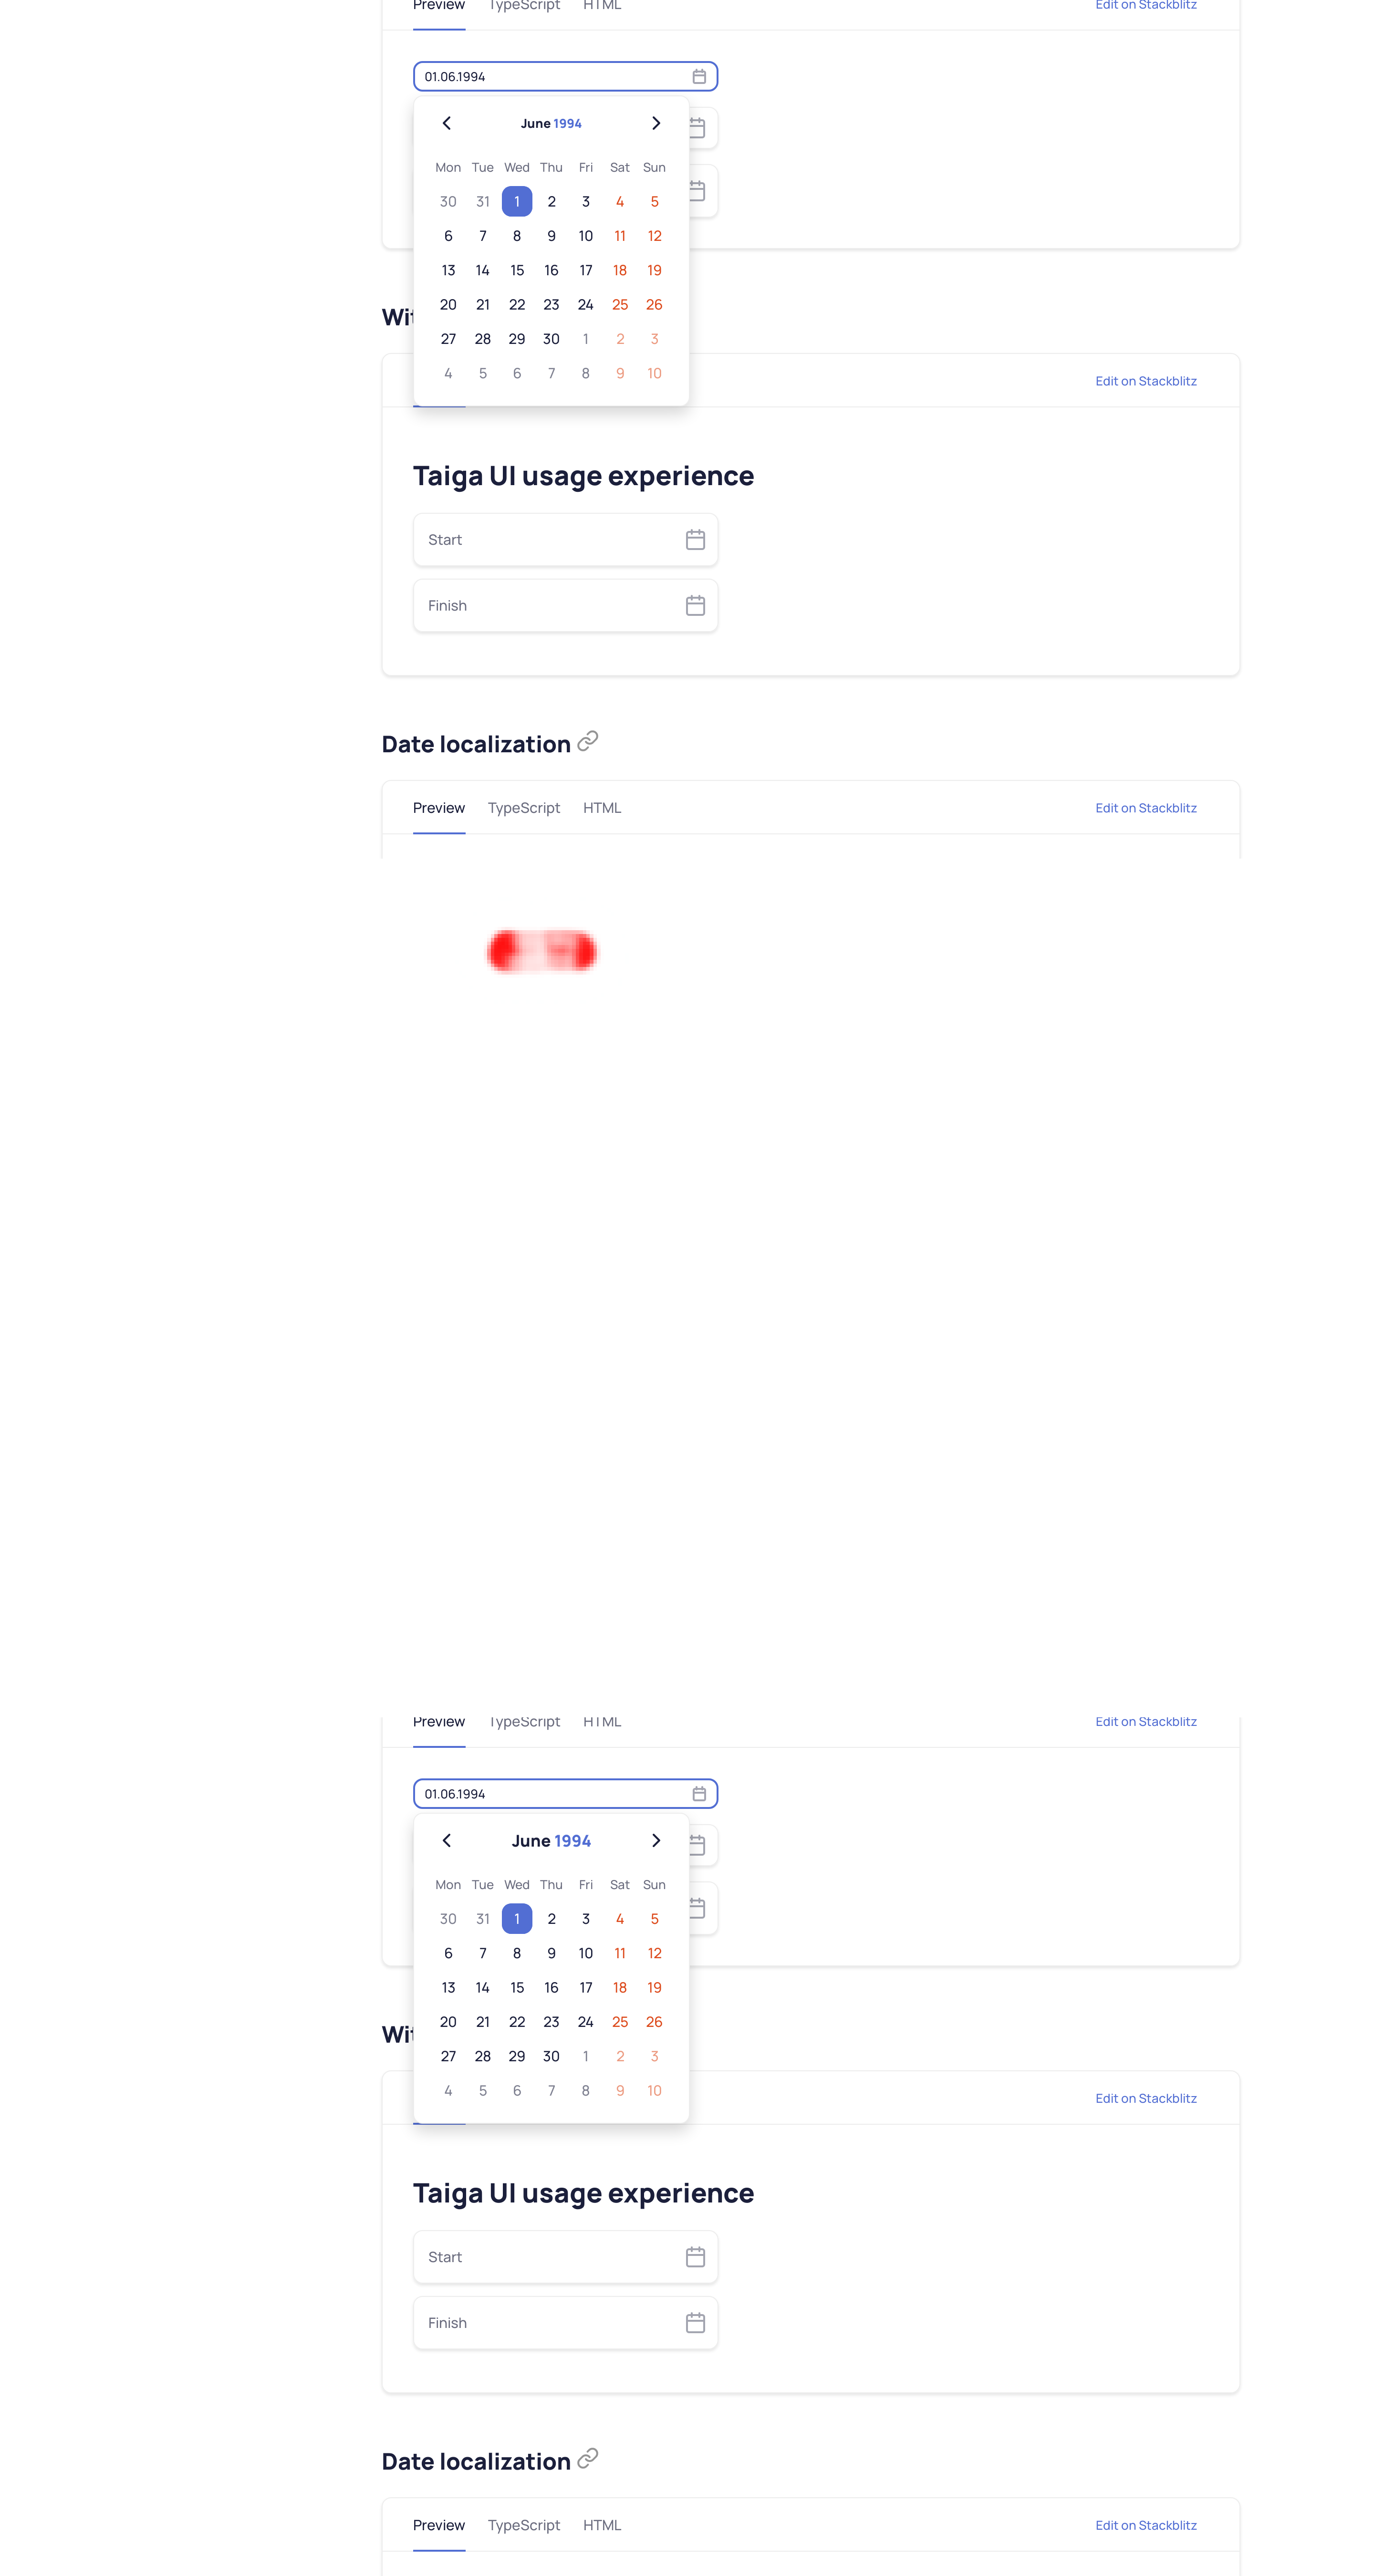 Preview TypeScript HTML Edit on Stackblitz
01.06.1994
June 1994
Mon Tue Wed Thu Fri Sat Sun
30 31 1 2 3 4 5
6 7 8 9 10 11 12
13 14 15 16 17 18 19
20 21 22 23 24 25 26
27 28 29 30 1 2 3
4 5 6 7 8 9 10
Wit
Edit on Stackblitz
Taiga UI usage experience
Start
Finish
Date localization
Preview TypeScript HTML Edit on Stackblitz
Preview TypeScript HTML Edit on Stackblitz
01.06.1994
June 1994
Mon Tue Wed Thu Fri Sat Sun
30 31 1 2 3 4 5
6 7 8 9 10 11 12
13 14 15 16 17 18 19
20 21 22 23 24 25 26
27 28 29 30 1 2 3
4 5 6 7 8 9 10
Wit
Edit on Stackblitz
Taiga UI usage experience
Start
Finish
Date localization
Preview TypeScript HTML Edit on Stackblitz